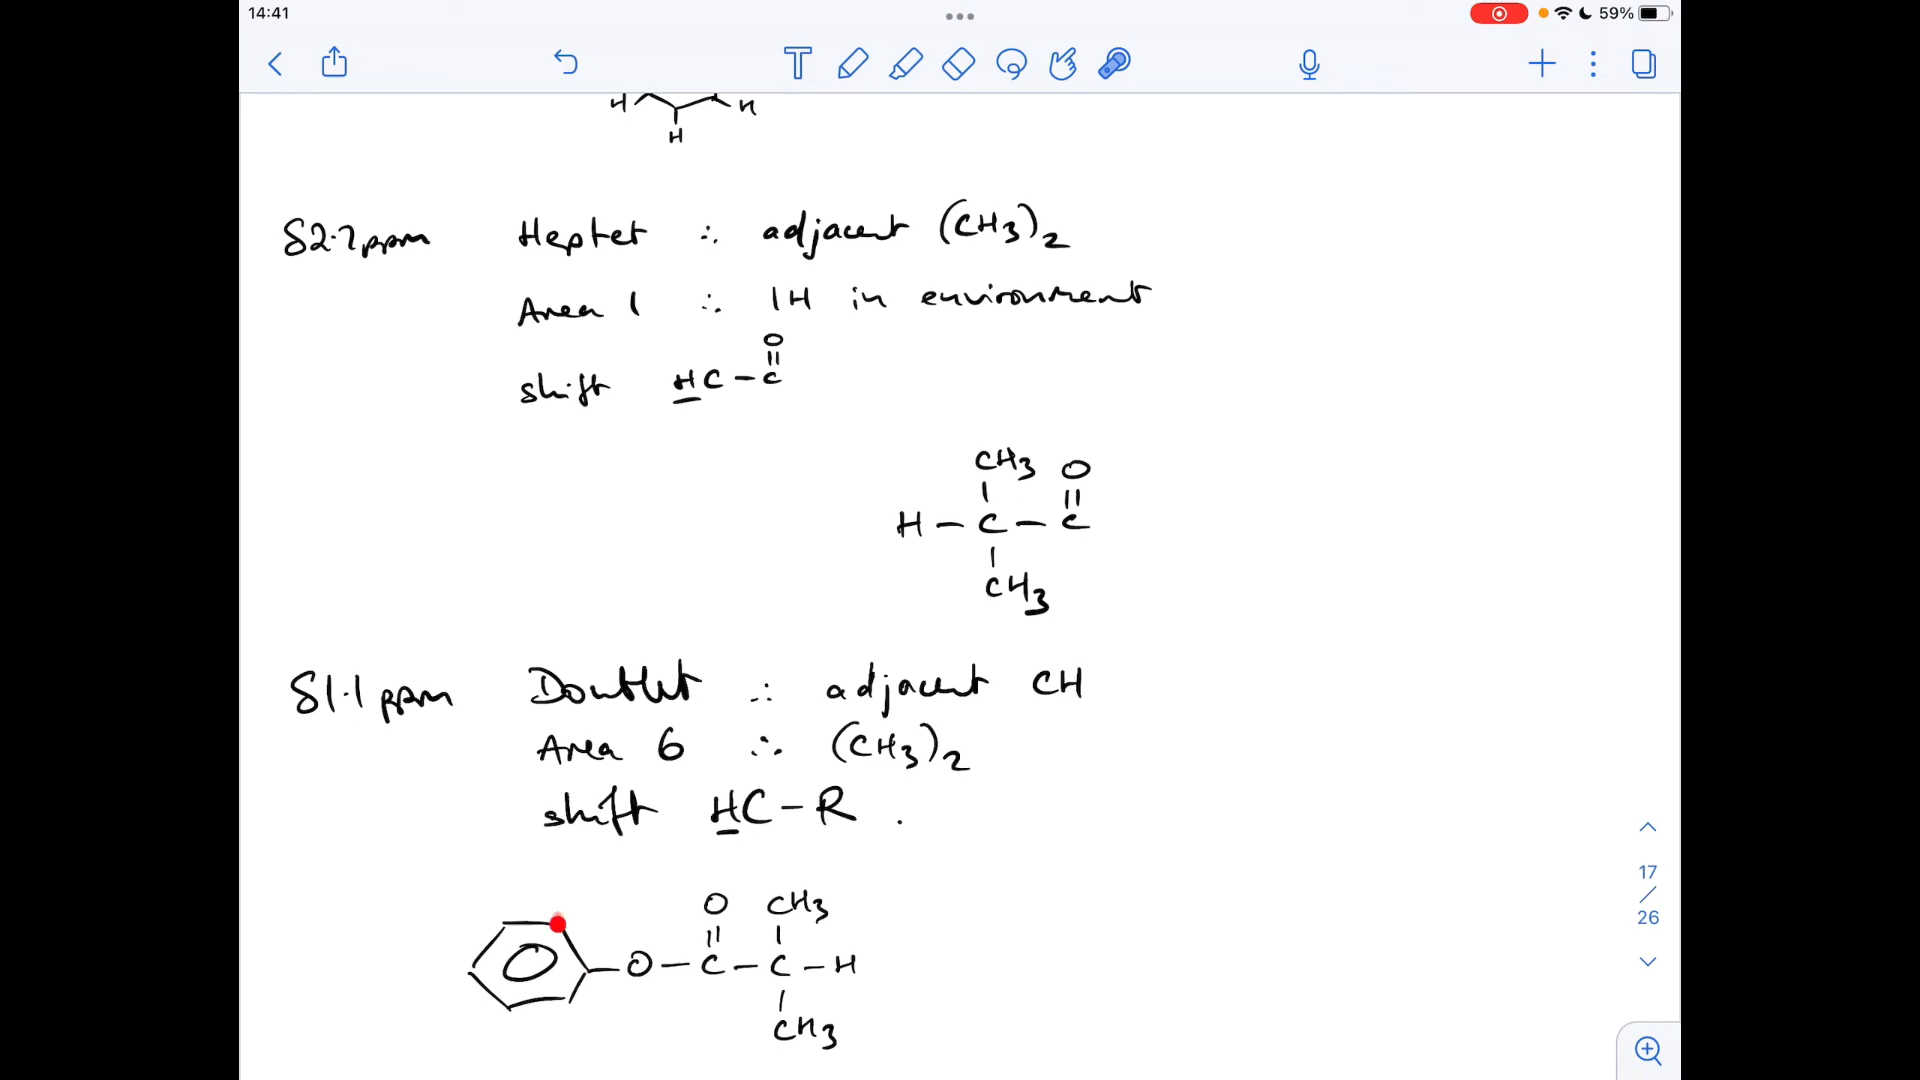 14:41
59%
H H
H
δ2.7ppm Heptet ∴ adjacent (CH3)2
Area 1 ∴ 1H in environment
O
shift HC - C
CH3 O
H - C - C
CH3
δ1.1 ppm Doublet ∴ adjacent CH
Area 6 ∴ (CH3)2
shift HC - R .
O CH3
O - C - C - H
CH3
17
/
26